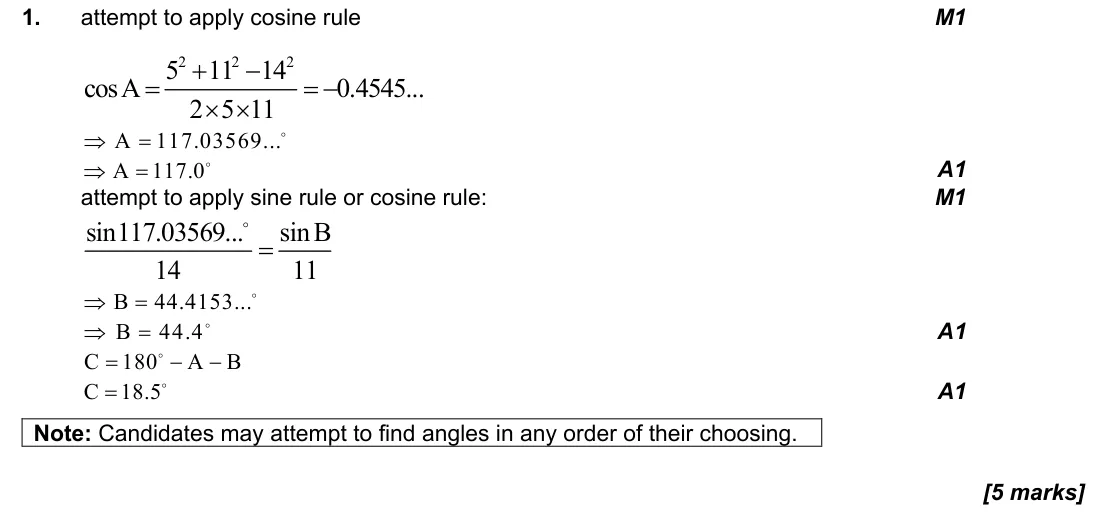 1. attempt to apply cosine rule M1
cos A = (5² + 11² − 14²) / (2×5×11) = −0.4545...
⇒ A = 117.03569...°
⇒ A = 117.0° A1
attempt to apply sine rule or cosine rule: M1
sin117.03569...° / 14 = sin B / 11
⇒ B = 44.4153...°
⇒ B = 44.4° A1
C = 180° − A − B
C = 18.5° A1
Note: Candidates may attempt to find angles in any order of their choosing.
[5 marks]